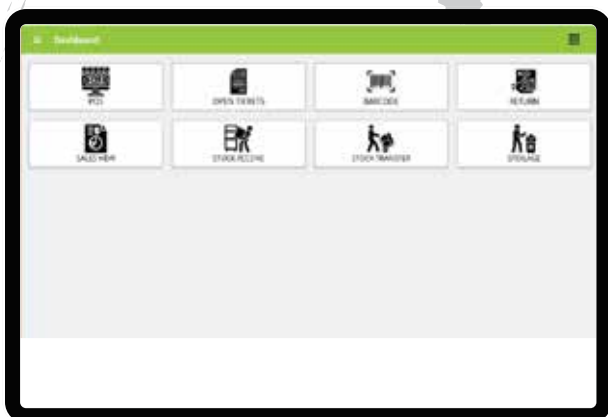 Dashboard
POS
OPEN TICKETS
BARCODE
RETURN
SALES VIEW
STOCK RECEIVE
STOCK TRANSFER
SPOILAGE